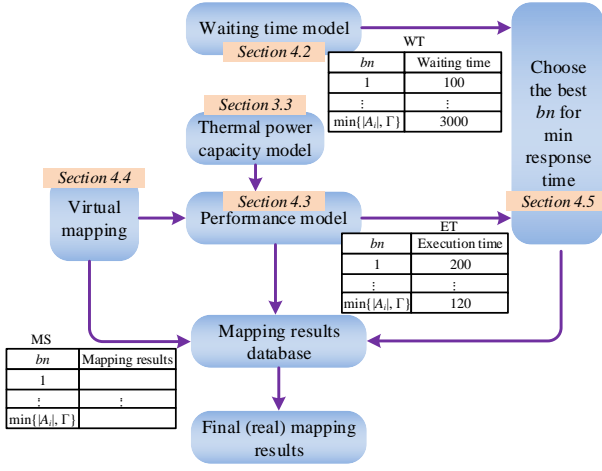 Waiting time model
Section 4.2
WT
bn Waiting time
1 100
⋮ ⋮
min{|A_i|, Γ} 3000
Choose
the best
bn for
min
response
time
Section 4.5
Section 3.3
Thermal power
capacity model
Section 4.4
Virtual
mapping
Section 4.3
Performance model
ET
bn Execution time
1 200
⋮ ⋮
min{|A_i|, Γ} 120
Mapping results
database
MS
bn Mapping results
1
⋮ ⋮
min{|A_i|, Γ}
Final (real) mapping
results